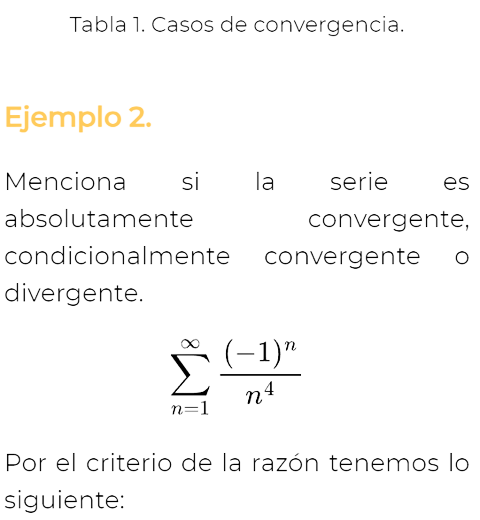 Tabla 1. Casos de convergencia.
Ejemplo 2.
Menciona si la serie es
absolutamente convergente,
condicionalmente convergente o
divergente.
\sum_{n=1}^{\infty} \frac{(-1)^n}{n^4}
Por el criterio de la razón tenemos lo
siguiente: